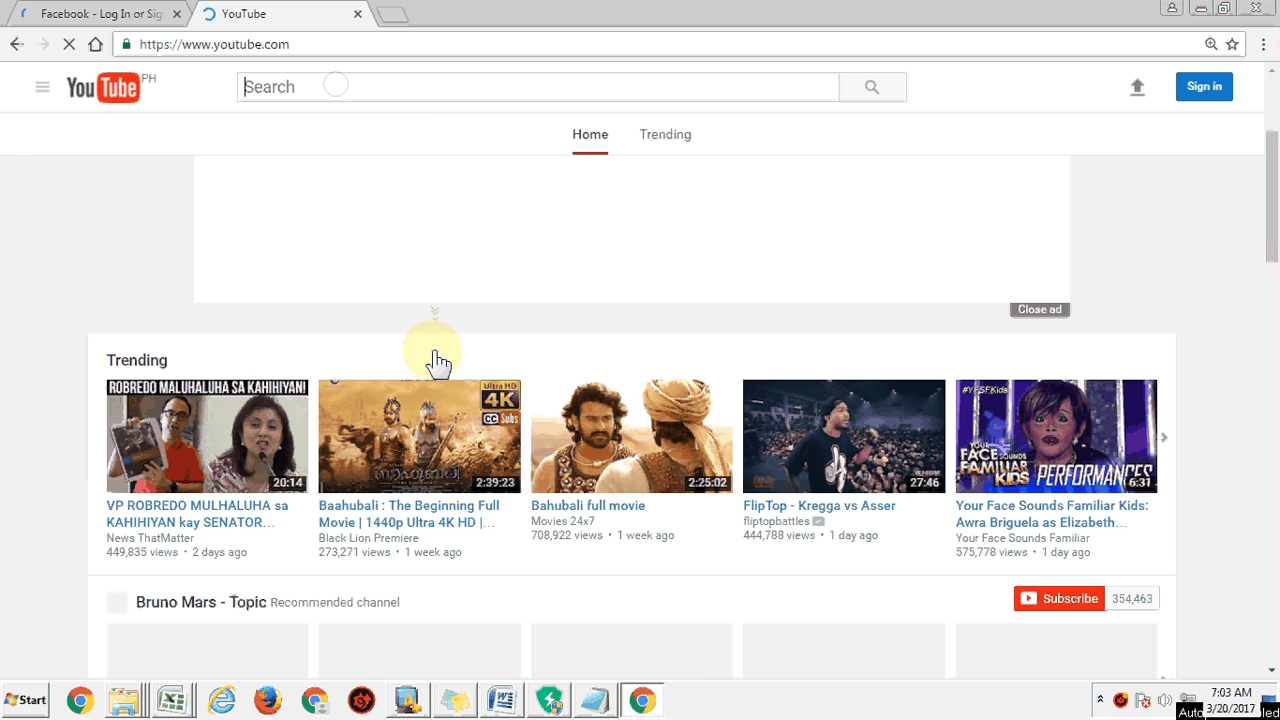 Facebook - Log In or Sig
YouTube
https://www.youtube.com
YouTube PH
Search
Sign in
Home
Trending
Close ad
Trending
ROBREDO MALUHALUHA SA KAHIHIYAN!
20:14
Ultra HD
4K
CC Subs
2:39:23
2:25:02
27:46
#YFSFKids
YOUR
FACE
SOUNDS
FAMILIAR
KIDS
PERFORMANCES
6:31
VP ROBREDO MULHALUHA sa
KAHIHIYAN kay SENATOR...
News ThatMatter
449,835 views • 2 days ago
Baahubali : The Beginning Full
Movie | 1440p Ultra 4K HD |...
Black Lion Premiere
273,271 views • 1 week ago
Bahubali full movie
Movies 24x7
708,922 views • 1 week ago
FlipTop - Kregga vs Asser
fliptopbattles
444,788 views • 1 day ago
Your Face Sounds Familiar Kids:
Awra Briguela as Elizabeth...
Your Face Sounds Familiar
575,778 views • 1 day ago
Bruno Mars - Topic Recommended channel
Subscribe 354,463
Start
7:03 AM
3/20/2017